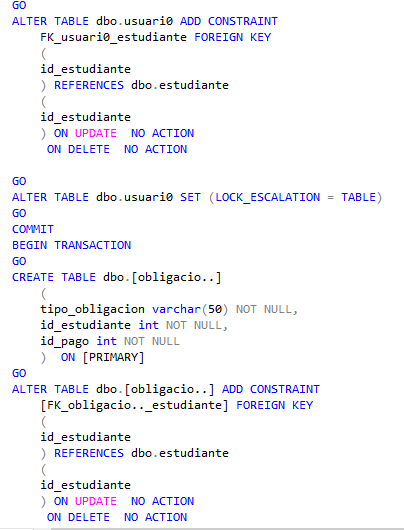 GO
ALTER TABLE dbo.usuari0 ADD CONSTRAINT
FK_usuari0_estudiante FOREIGN KEY
(
id_estudiante
) REFERENCES dbo.estudiante
(
id_estudiante
) ON UPDATE  NO ACTION
ON DELETE  NO ACTION
GO
ALTER TABLE dbo.usuari0 SET (LOCK_ESCALATION = TABLE)
GO
COMMIT
BEGIN TRANSACTION
GO
CREATE TABLE dbo.[obligacio..]
(
tipo_obligacion varchar(50) NOT NULL,
id_estudiante int NOT NULL,
id_pago int NOT NULL
)  ON [PRIMARY]
GO
ALTER TABLE dbo.[obligacio..] ADD CONSTRAINT
[FK_obligacio.._estudiante] FOREIGN KEY
(
id_estudiante
) REFERENCES dbo.estudiante
(
id_estudiante
) ON UPDATE  NO ACTION
ON DELETE  NO ACTION